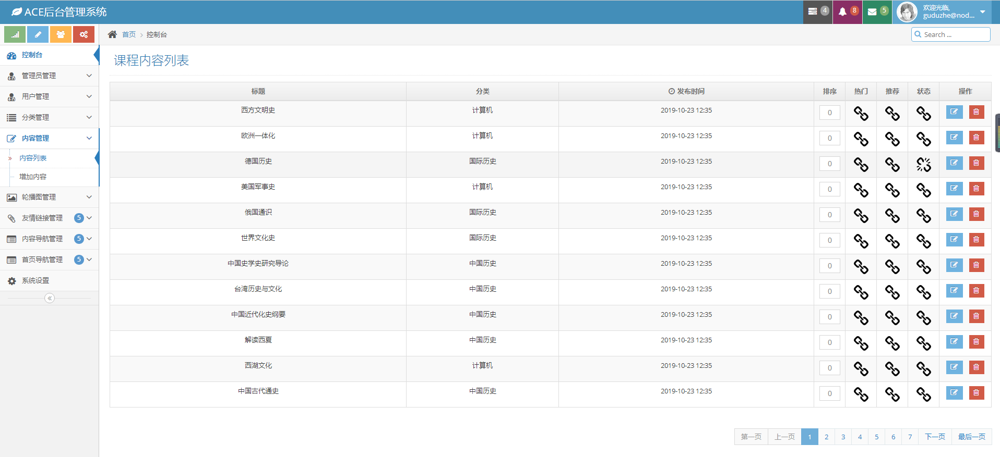 ACE后台管理系统
4
8
5
欢迎光临,
guduzhe@nod...
首页 > 控制台
Search ...
控制台
管理员管理
用户管理
分类管理
内容管理
» 内容列表
增加内容
轮播图管理
友情链接管理 5
内容导航管理 5
首页导航管理 5
系统设置
«
课程内容列表
标题 分类 发布时间 排序 热门 推荐 状态 操作
西方文明史 计算机 2019-10-23 12:35 0
欧洲一体化 计算机 2019-10-23 12:35 0
德国历史 国际历史 2019-10-23 12:35 0
美国军事史 计算机 2019-10-23 12:35 0
俄国通识 国际历史 2019-10-23 12:35 0
世界文化史 国际历史 2019-10-23 12:35 0
中国史学史研究导论 中国历史 2019-10-23 12:35 0
台湾历史与文化 中国历史 2019-10-23 12:35 0
中国近代化史纲要 中国历史 2019-10-23 12:35 0
解读西夏 中国历史 2019-10-23 12:35 0
西湖文化 计算机 2019-10-23 12:35 0
中国古代通史 中国历史 2019-10-23 12:35 0
第一页 上一页 1 2 3 4 5 6 7 下一页 最后一页